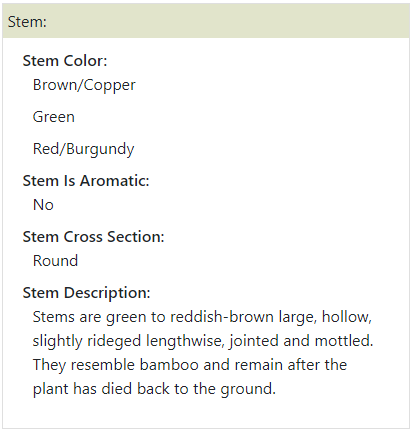 Stem:
Stem Color:
Brown/Copper
Green
Red/Burgundy
Stem Is Aromatic:
No
Stem Cross Section:
Round
Stem Description:
Stems are green to reddish-brown large, hollow,
slightly rideged lengthwise, jointed and mottled.
They resemble bamboo and remain after the
plant has died back to the ground.